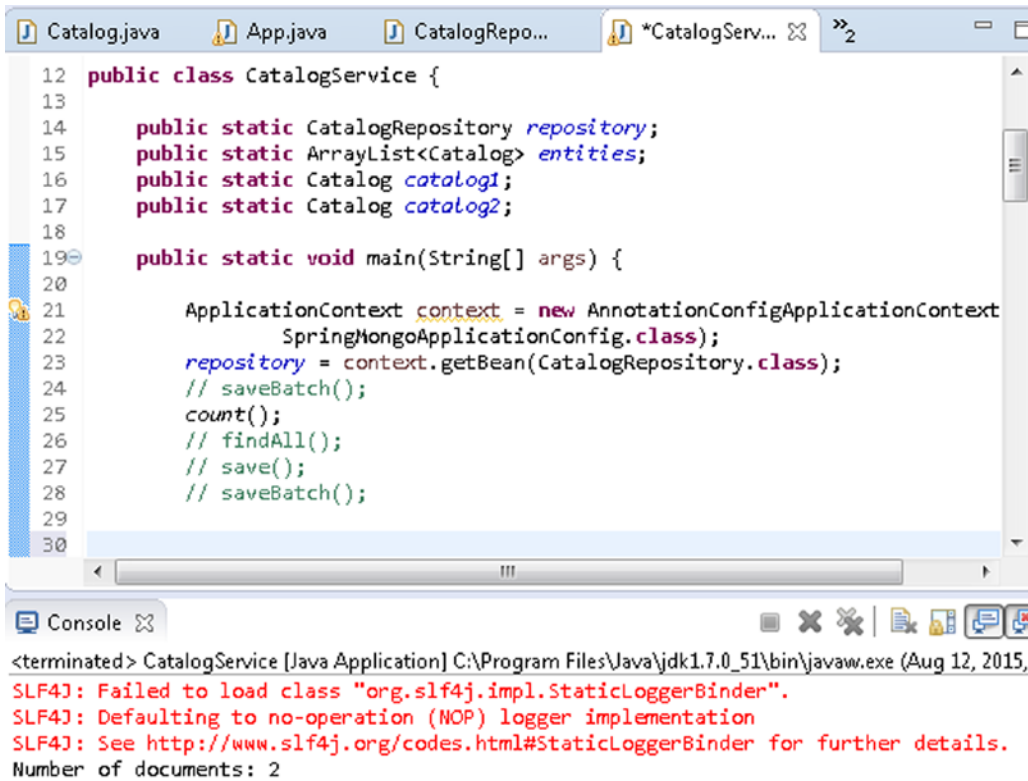 Catalog.java App.java CatalogRepo... *CatalogServ... »2
12 public class CatalogService {
13
14 public static CatalogRepository repository;
15 public static ArrayList<Catalog> entities;
16 public static Catalog catalog1;
17 public static Catalog catalog2;
18
19 public static void main(String[] args) {
20
21 ApplicationContext context = new AnnotationConfigApplicationContext
22 SpringMongoApplicationConfig.class);
23 repository = context.getBean(CatalogRepository.class);
24 // saveBatch();
25 count();
26 // findAll();
27 // save();
28 // saveBatch();
29
30
Console
<terminated> CatalogService [Java Application] C:\Program Files\Java\jdk1.7.0_51\bin\javaw.exe (Aug 12, 2015,
SLF4J: Failed to load class "org.slf4j.impl.StaticLoggerBinder".
SLF4J: Defaulting to no-operation (NOP) logger implementation
SLF4J: See http://www.slf4j.org/codes.html#StaticLoggerBinder for further details.
Number of documents: 2